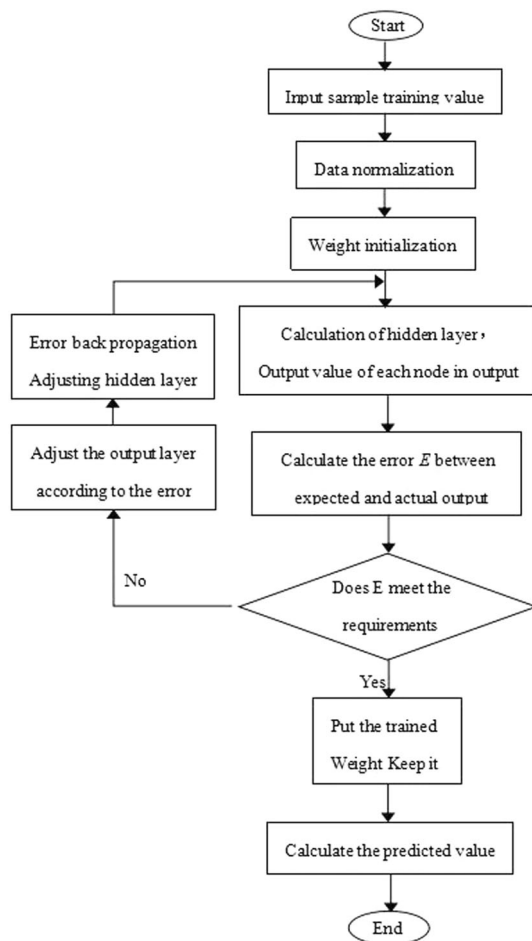 Start
Input sample training value
Data normalization
Weight initialization
Calculation of hidden layer，
Output value of each node in output
Error back propagation
Adjusting hidden layer
Adjust the output layer
according to the error
Calculate the error E between
expected and actual output
No
Does E meet the
requirements
Yes
Put the trained
Weight Keep it
Calculate the predicted value
End